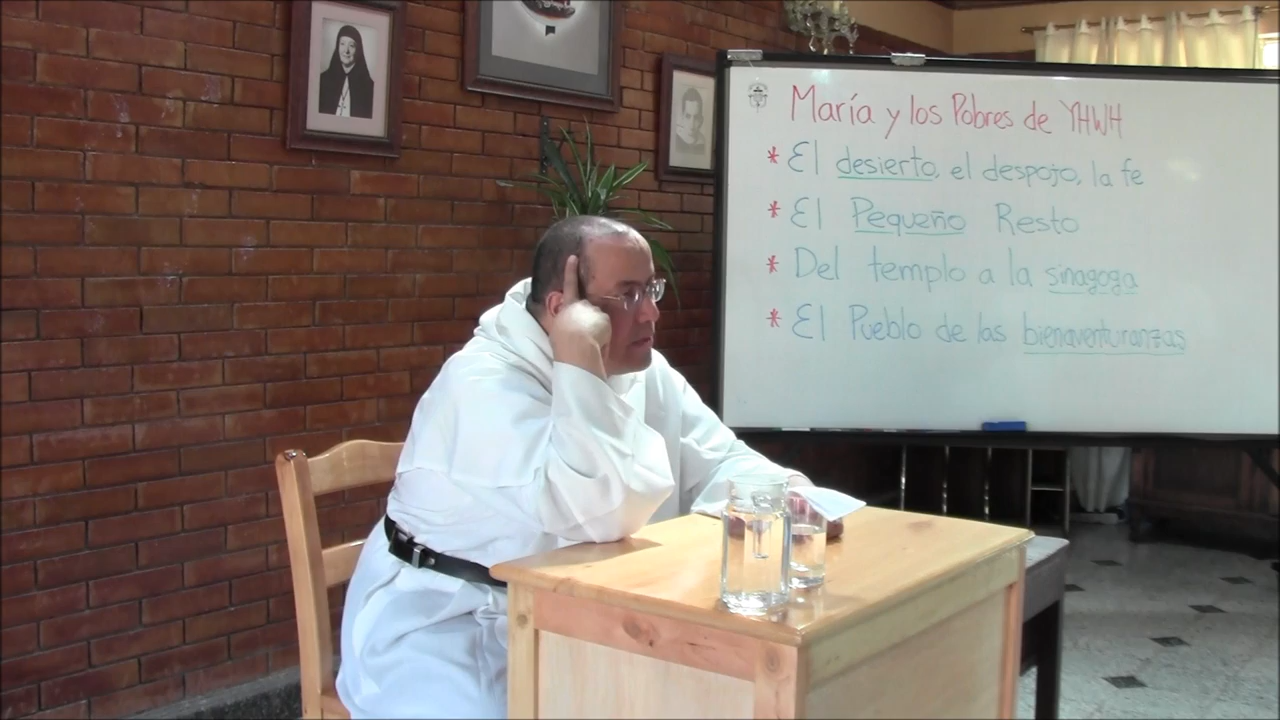 María y los Pobres de YHWH
* El desierto, el despojo, la fe
* El Pequeño Resto
* Del templo a la sinagoga
* El Pueblo de las bienaventuranzas